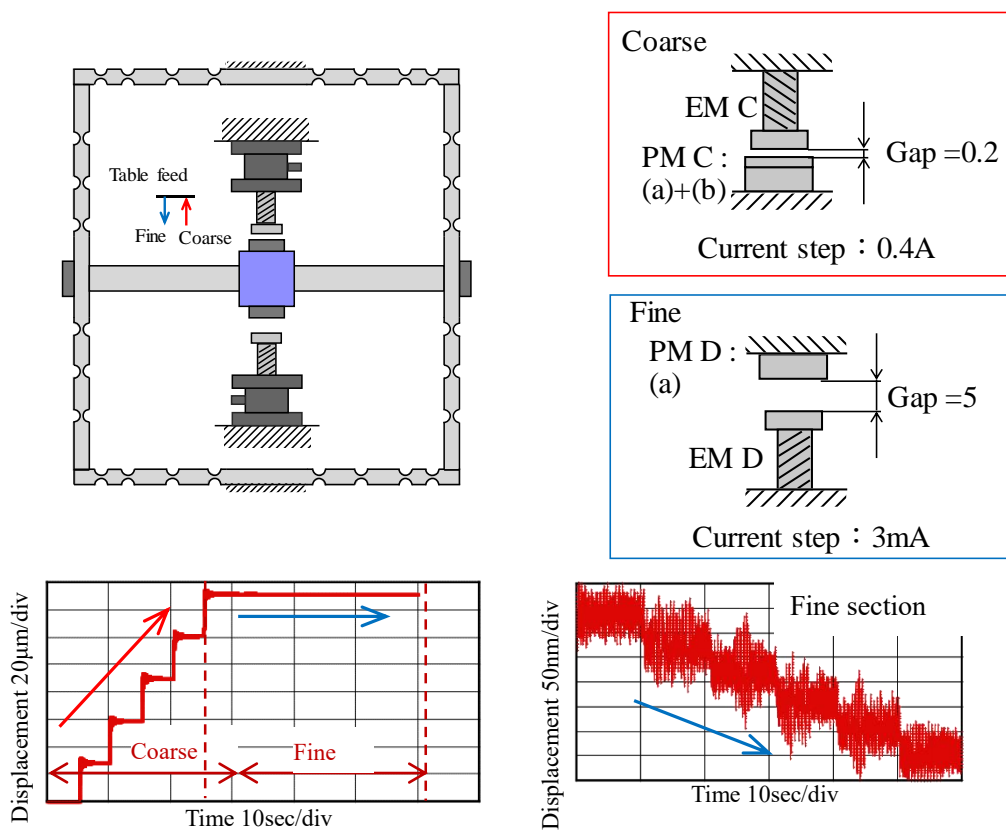 Table feed
Fine
Coarse
Coarse
EM C
PM C :
(a)+(b)
Gap =0.2
Current step：0.4A
Fine
PM D :
(a)
Gap =5
EM D
Current step：3mA
Displacement 20μm/div
Coarse
Fine
Time 10sec/div
Displacement 50nm/div
Fine section
Time 10sec/div